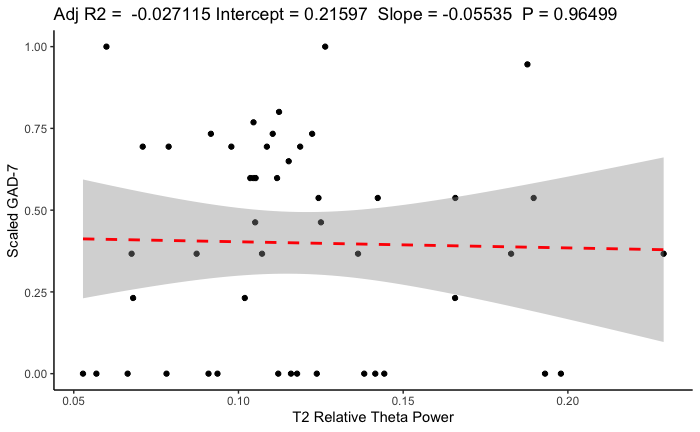 Adj R2 =  -0.027115 Intercept = 0.21597  Slope = -0.05535  P = 0.96499
1.00
0.75
0.50
0.25
0.00
Scaled GAD-7
0.05 0.10 0.15 0.20
T2 Relative Theta Power